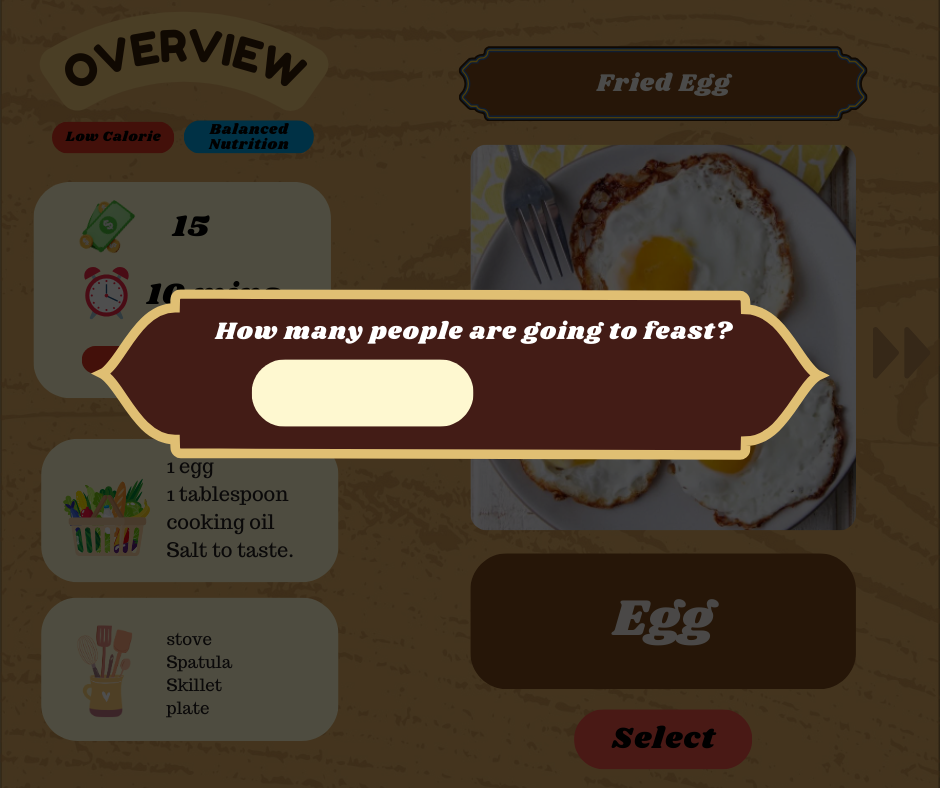 OVERVIEW
Low Calorie
Balanced
Nutrition
15
10 mins
Fried Egg
How many people are going to feast?
1 egg
1 tablespoon
cooking oil
Salt to taste.
stove
Spatula
Skillet
plate
Egg
Select